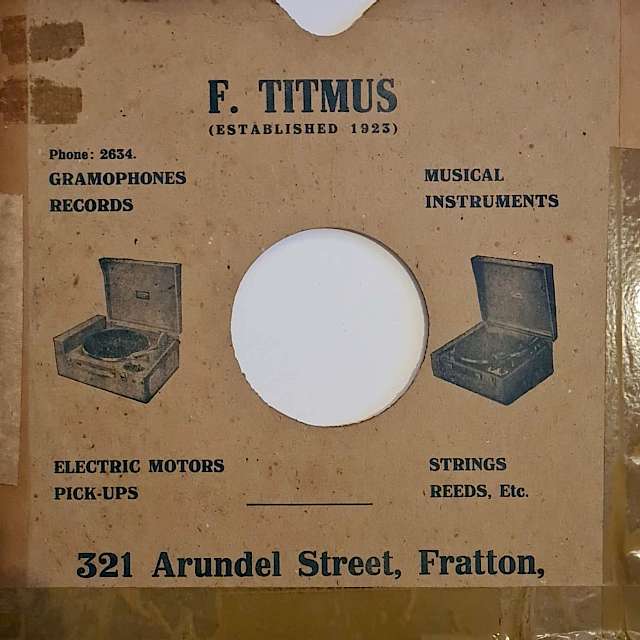 F. TITMUS
(ESTABLISHED 1923)
Phone: 2634.
GRAMOPHONES
RECORDS
MUSICAL
INSTRUMENTS
ELECTRIC MOTORS
PICK-UPS
STRINGS
REEDS, Etc.
321 Arundel Street, Fratton,